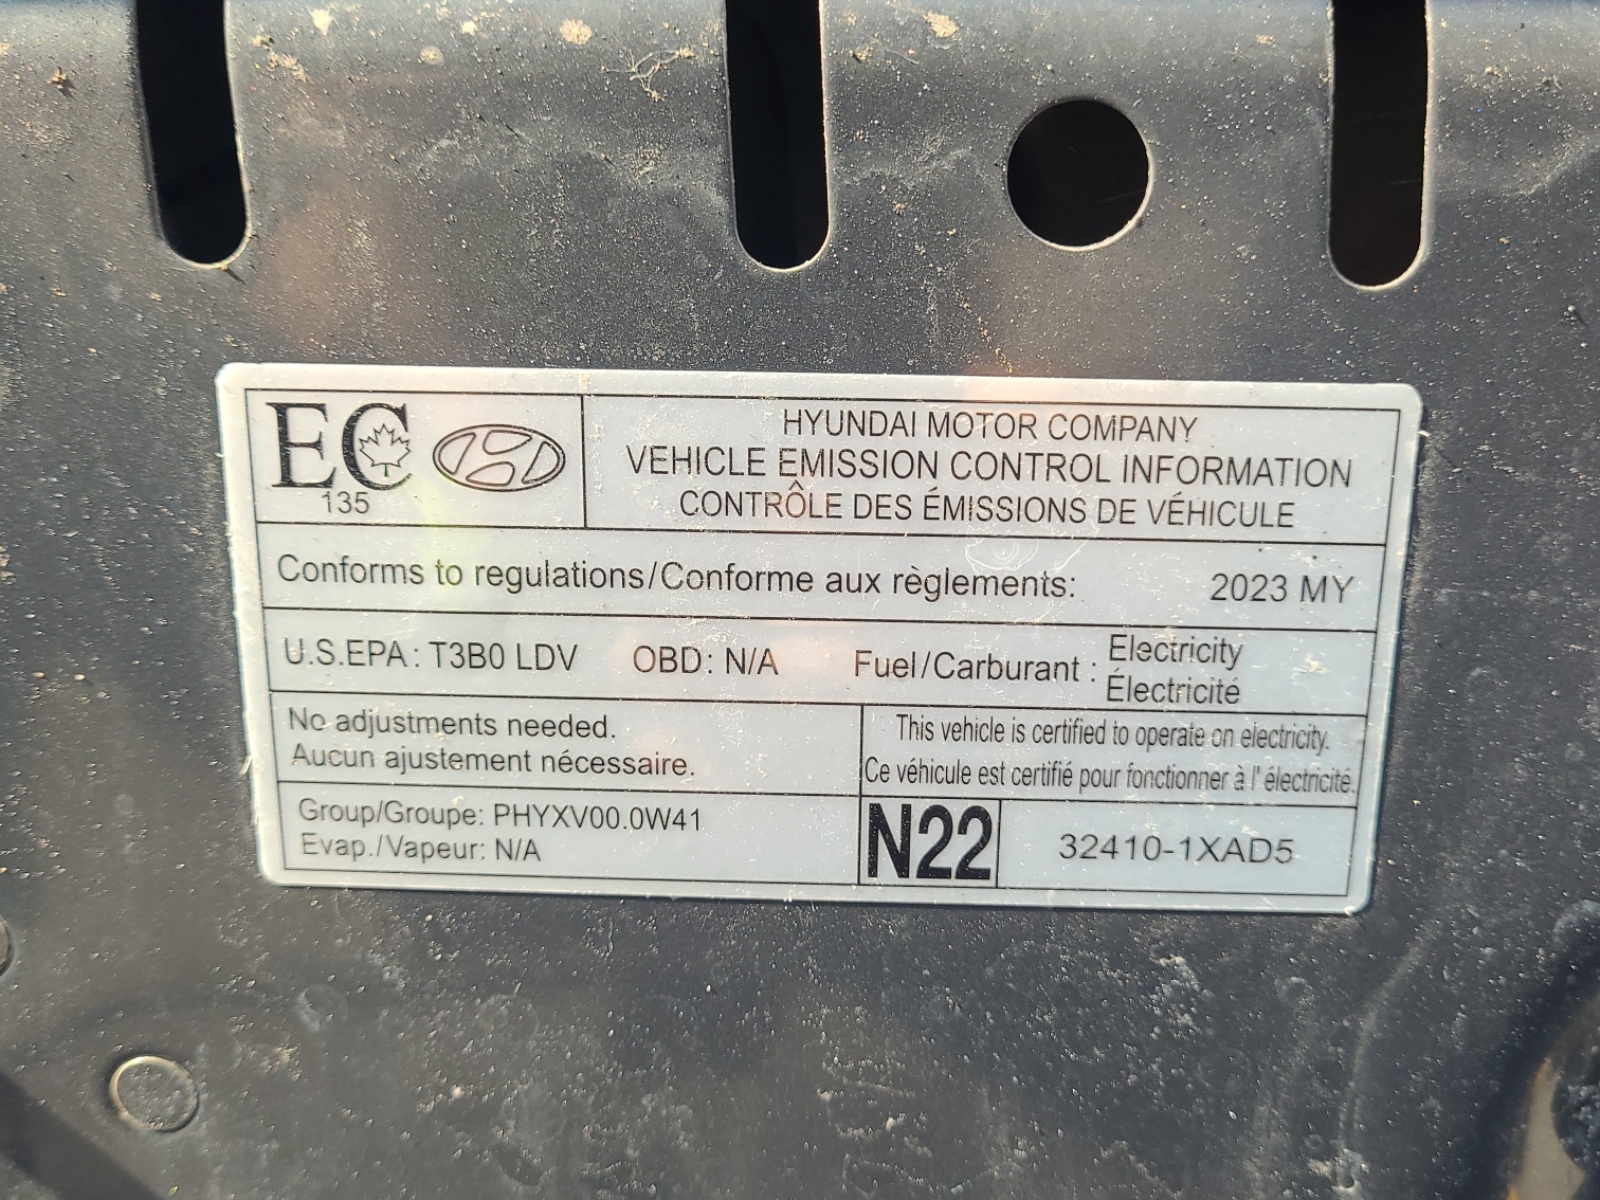 EC
135
HYUNDAI MOTOR COMPANY
VEHICLE EMISSION CONTROL INFORMATION
CONTRÔLE DES ÉMISSIONS DE VÉHICULE
Conforms to regulations/Conforme aux règlements: 2023 MY
U.S.EPA: T3B0 LDV OBD: N/A Fuel/Carburant : Electricity
Électricité
No adjustments needed.
Aucun ajustement nécessaire.
This vehicle is certified to operate on electricity.
Ce véhicule est certifié pour fonctionner à l' électricité.
Group/Groupe: PHYXV00.0W41
Evap./Vapeur: N/A
N22
32410-1XAD5